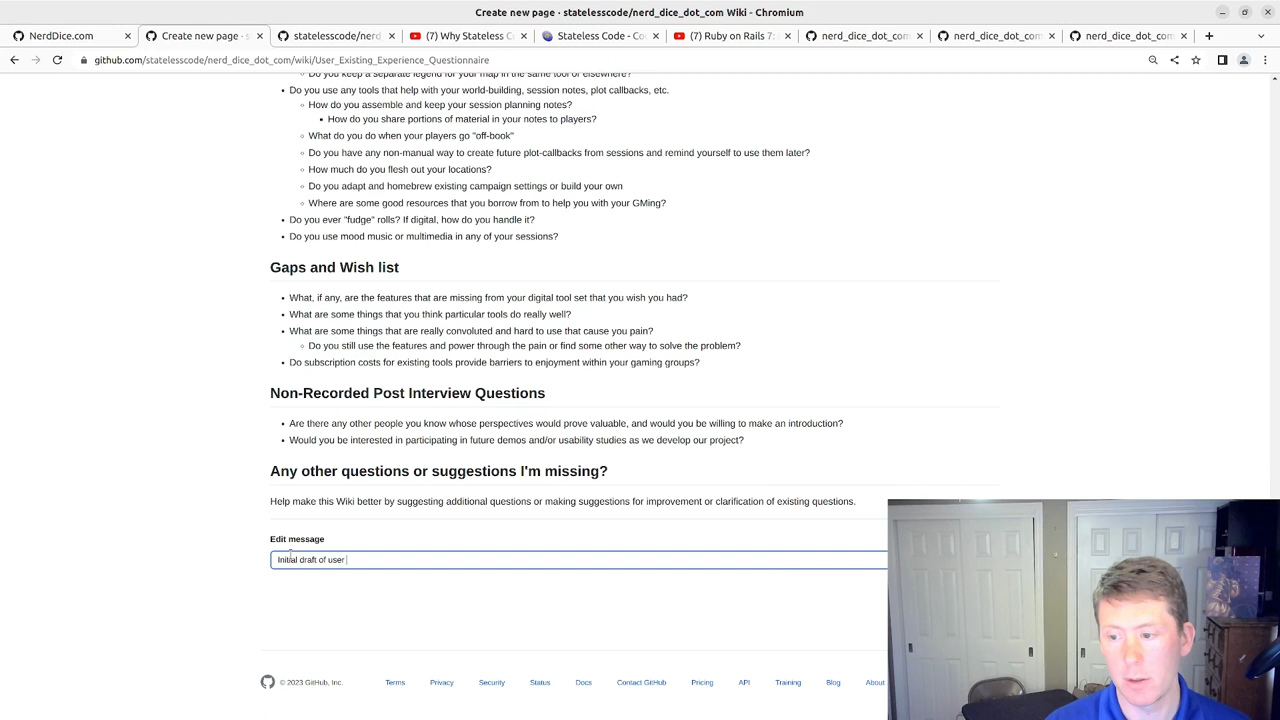 Create new page · statelesscode/nerd_dice_dot_com Wiki - Chromium
NerdDice.com
Create new page · s
statelesscode/nerd
(7) Why Stateless C
Stateless Code - Co
(7) Ruby on Rails 7:
nerd_dice_dot_com
nerd_dice_dot_com
nerd_dice_dot_com
github.com/statelesscode/nerd_dice_dot_com/wiki/User_Existing_Experience_Questionnaire
Do you keep a separate legend for your map in the same tool or elsewhere?
Do you use any tools that help with your world-building, session notes, plot callbacks, etc.
How do you assemble and keep your session planning notes?
How do you share portions of material in your notes to players?
What do you do when your players go "off-book"
Do you have any non-manual way to create future plot-callbacks from sessions and remind yourself to use them later?
How much do you flesh out your locations?
Do you adapt and homebrew existing campaign settings or build your own
Where are some good resources that you borrow from to help you with your GMing?
Do you ever "fudge" rolls? If digital, how do you handle it?
Do you use mood music or multimedia in any of your sessions?
Gaps and Wish list
What, if any, are the features that are missing from your digital tool set that you wish you had?
What are some things that you think particular tools do really well?
What are some things that are really convoluted and hard to use that cause you pain?
Do you still use the features and power through the pain or find some other way to solve the problem?
Do subscription costs for existing tools provide barriers to enjoyment within your gaming groups?
Non-Recorded Post Interview Questions
Are there any other people you know whose perspectives would prove valuable, and would you be willing to make an introduction?
Would you be interested in participating in future demos and/or usability studies as we develop our project?
Any other questions or suggestions I'm missing?
Help make this Wiki better by suggesting additional questions or making suggestions for improvement or clarification of existing questions.
Edit message
Initial draft of user
© 2023 GitHub, Inc.
Terms
Privacy
Security
Status
Docs
Contact GitHub
Pricing
API
Training
Blog
About